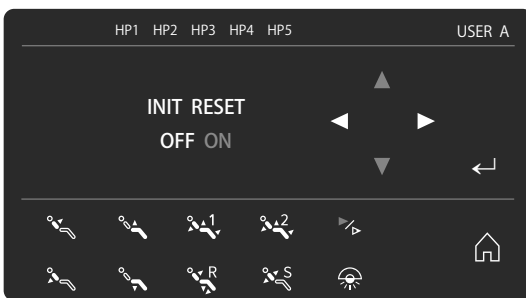 HP1 HP2 HP3 HP4 HP5 USER A
INIT RESET
OFF ON
1 2
R S